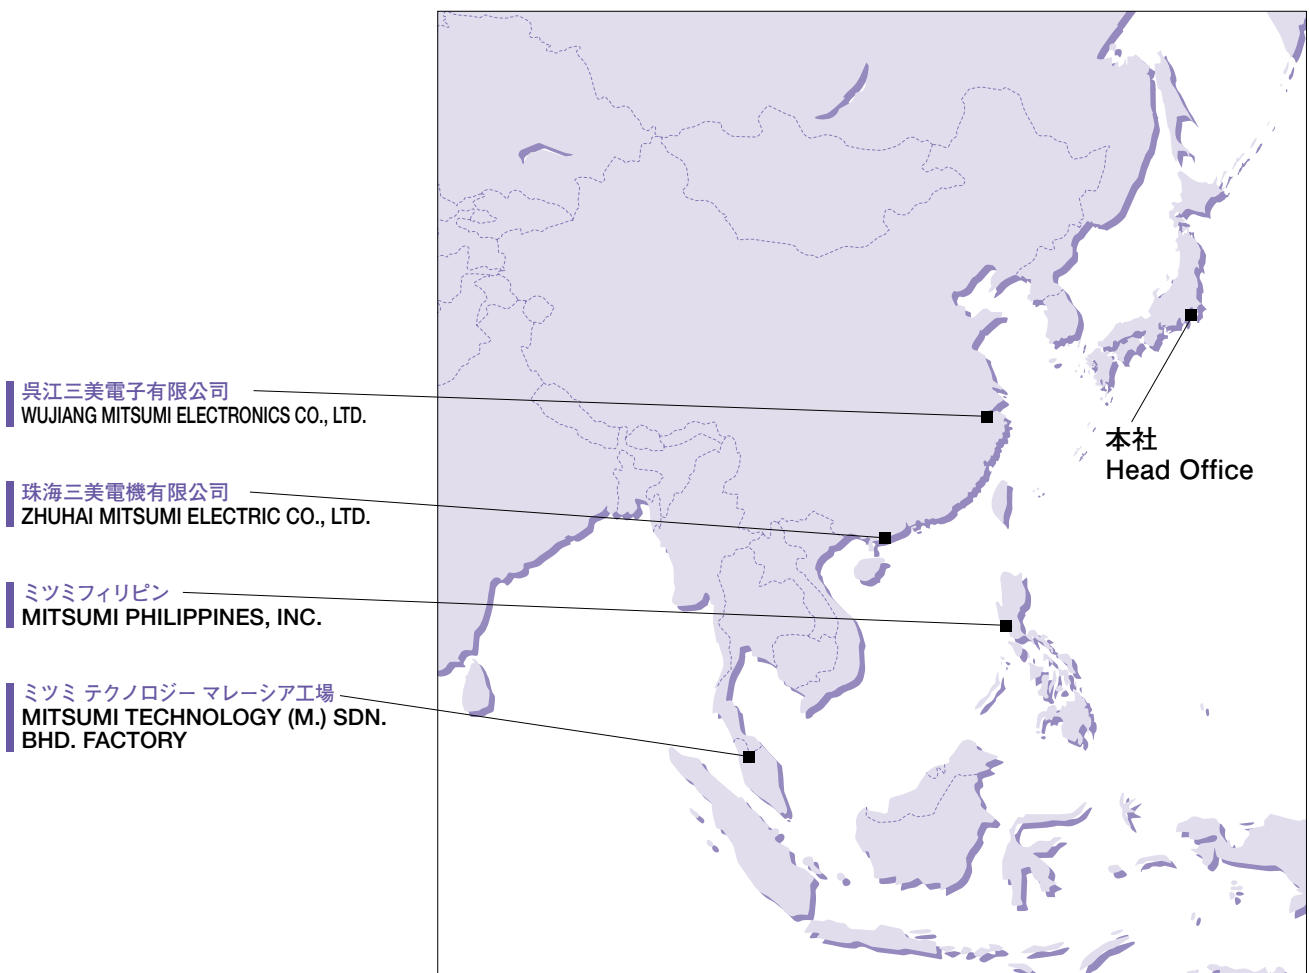 呉江三美電子有限公司
WUJIANG MITSUMI ELECTRONICS CO., LTD.
本社
Head Office
珠海三美電機有限公司
ZHUHAI MITSUMI ELECTRIC CO., LTD.
ミツミフィリピン
MITSUMI PHILIPPINES, INC.
ミツミ テクノロジー マレーシア工場
MITSUMI TECHNOLOGY (M.) SDN.
BHD. FACTORY